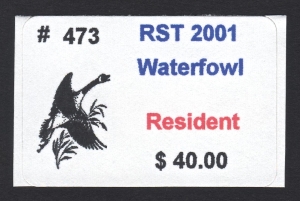 # 473
RST 2001
Waterfowl
Resident
$ 40.00